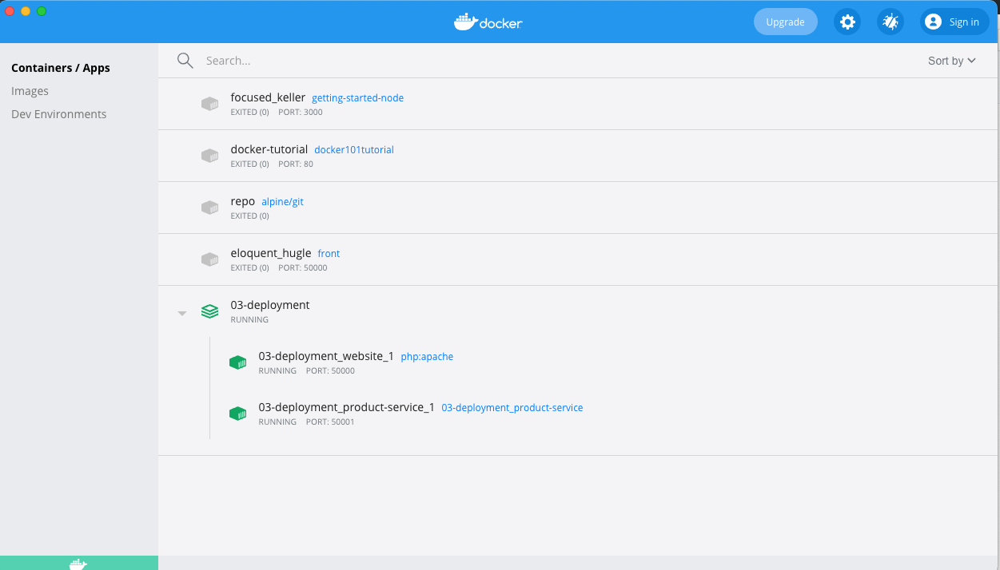 docker
Upgrade
Sign in
Containers / Apps
Images
Dev Environments
Search...
Sort by
focused_keller getting-started-node
EXITED (0) PORT: 3000
docker-tutorial docker101tutorial
EXITED (0) PORT: 80
repo alpine/git
EXITED (0)
eloquent_hugle front
EXITED (0) PORT: 50000
03-deployment
RUNNING
03-deployment_website_1 php:apache
RUNNING PORT: 50000
03-deployment_product-service_1 03-deployment_product-service
RUNNING PORT: 50001